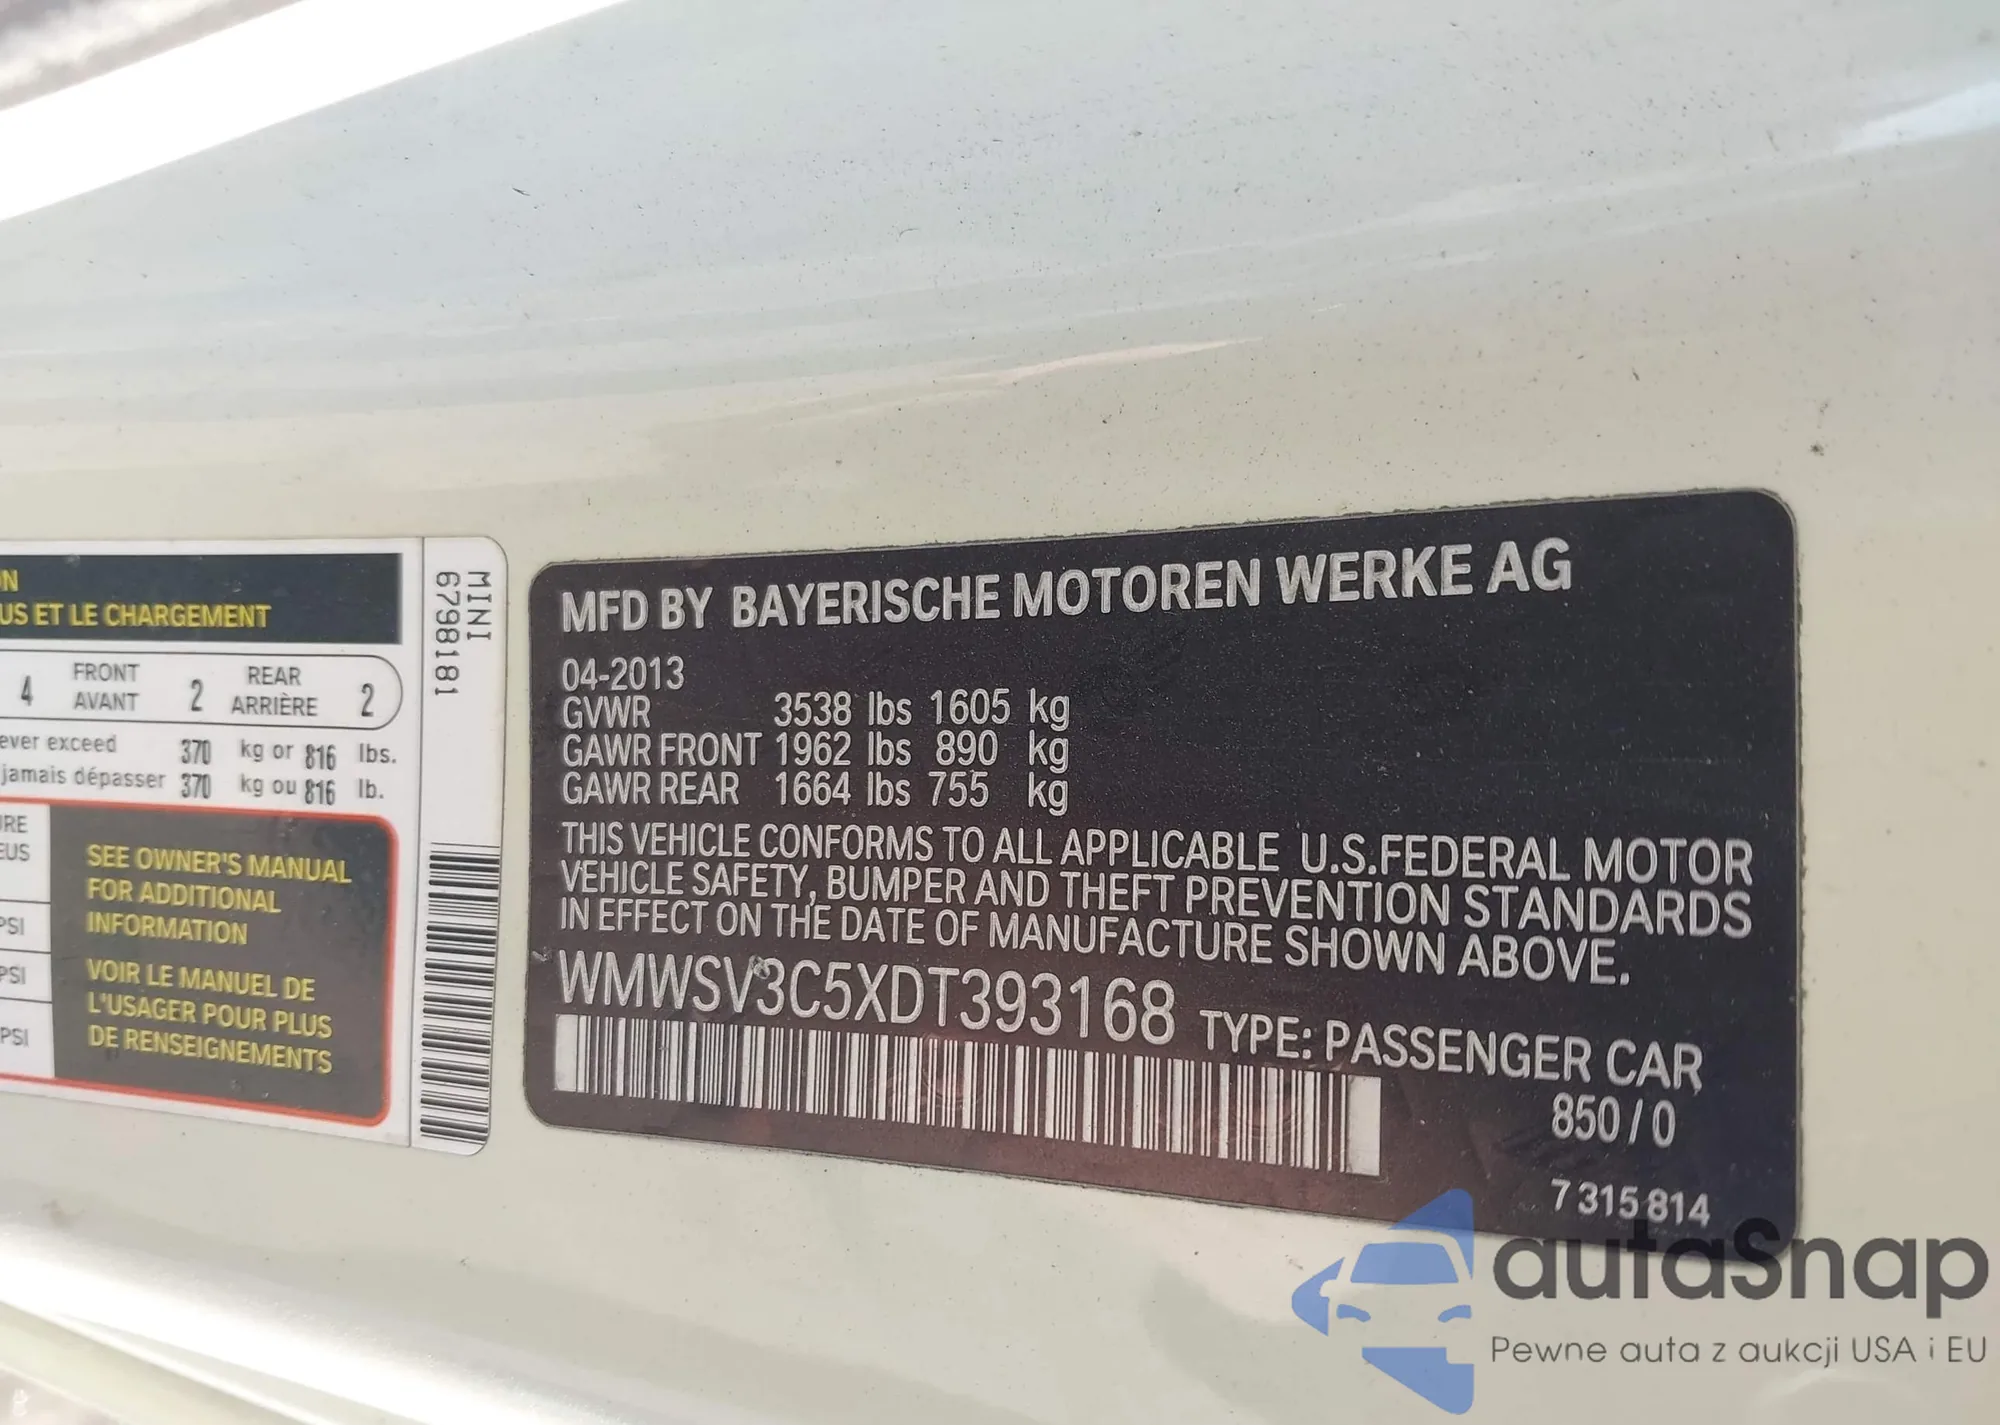 US ET LE CHARGEMENT
4 FRONT AVANT 2 REAR ARRIÈRE 2
exceed 370 kg or 816 lbs.
jamais dépasser 370 kg ou 816 lb.
PSI
PSI
PSI
SEE OWNER'S MANUAL
FOR ADDITIONAL
INFORMATION
VOIR LE MANUEL DE
L'USAGER POUR PLUS
DE RENSEIGNEMENTS
MINI
6798181
MFD BY BAYERISCHE MOTOREN WERKE AG
04-2013
GVWR 3538 lbs 1605 kg
GAWR FRONT 1962 lbs 890 kg
GAWR REAR 1664 lbs 755 kg
THIS VEHICLE CONFORMS TO ALL APPLICABLE U.S.FEDERAL MOTOR
VEHICLE SAFETY, BUMPER AND THEFT PREVENTION STANDARDS
IN EFFECT ON THE DATE OF MANUFACTURE SHOWN ABOVE.
WMWSV3C5XDT393168 TYPE: PASSENGER CAR
850/0
7 315 814
autaSnap
Pewne auta z aukcji USA i EU